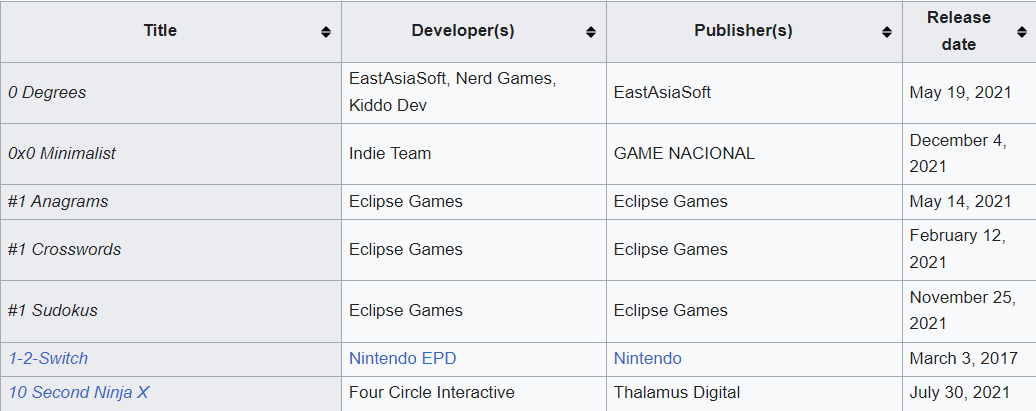 Title Developer(s) Publisher(s) Release
date
0 Degrees EastAsiaSoft, Nerd Games,
Kiddo Dev EastAsiaSoft May 19, 2021
0x0 Minimalist Indie Team GAME NACIONAL December 4,
2021
#1 Anagrams Eclipse Games Eclipse Games May 14, 2021
#1 Crosswords Eclipse Games Eclipse Games February 12,
2021
#1 Sudokus Eclipse Games Eclipse Games November 25,
2021
1-2-Switch Nintendo EPD Nintendo March 3, 2017
10 Second Ninja X Four Circle Interactive Thalamus Digital July 30, 2021